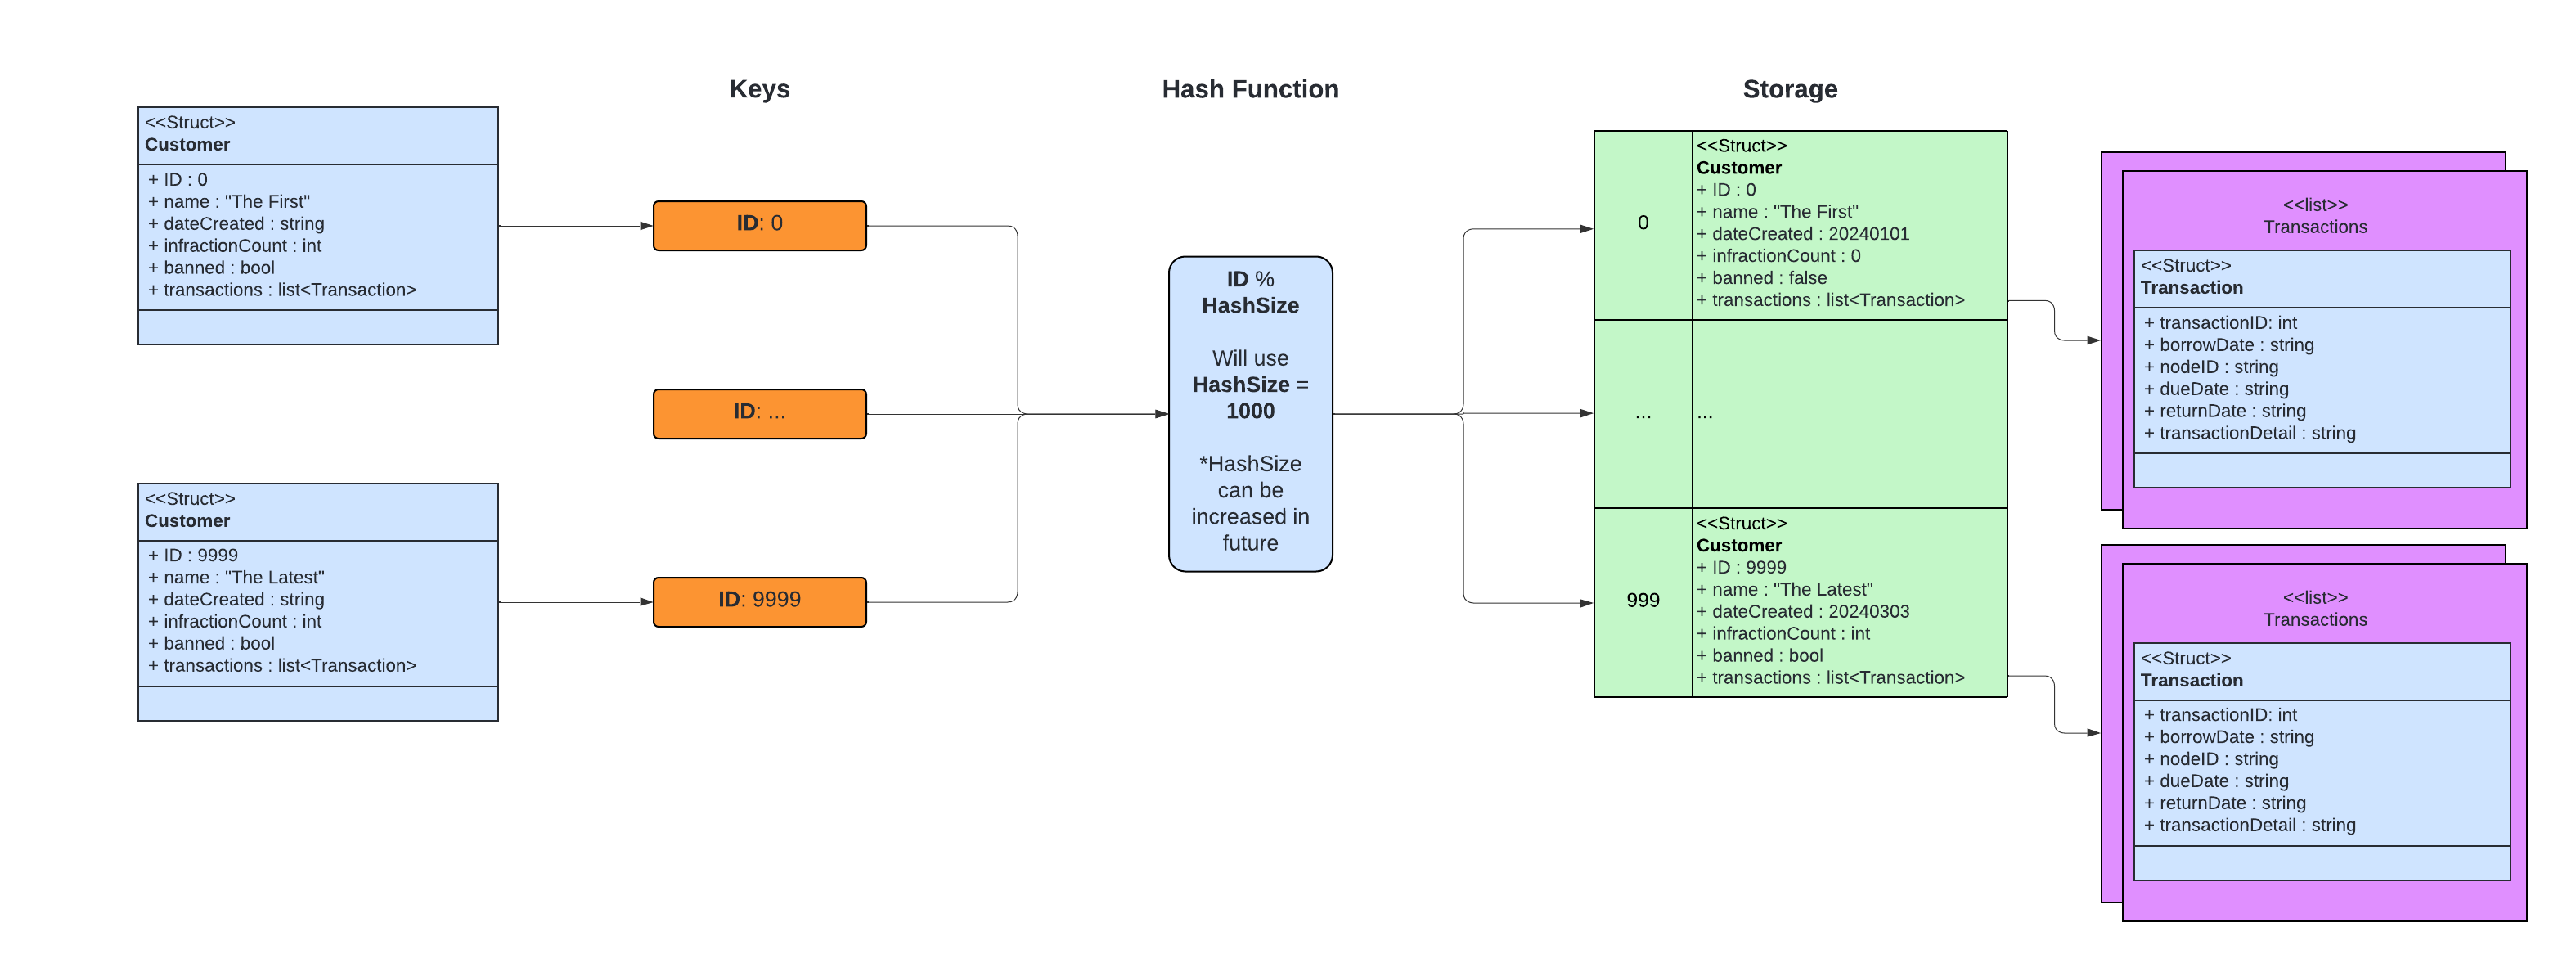 Keys
Hash Function
Storage
<<Struct>>
Customer
+ ID : 0
+ name : "The First"
+ dateCreated : string
+ infractionCount : int
+ banned : bool
+ transactions : list<Transaction>
<<Struct>>
Customer
+ ID : 9999
+ name : "The Latest"
+ dateCreated : string
+ infractionCount : int
+ banned : bool
+ transactions : list<Transaction>
ID: 0
ID: ...
ID: 9999
ID %
HashSize
Will use
HashSize =
1000
*HashSize
can be
increased in
future
0
<<Struct>>
Customer
+ ID : 0
+ name : "The First"
+ dateCreated : 20240101
+ infractionCount : 0
+ banned : false
+ transactions : list<Transaction>
...
...
999
<<Struct>>
Customer
+ ID : 9999
+ name : "The Latest"
+ dateCreated : 20240303
+ infractionCount : int
+ banned : bool
+ transactions : list<Transaction>
<<list>>
Transactions
<<Struct>>
Transaction
+ transactionID: int
+ borrowDate : string
+ nodeID : string
+ dueDate : string
+ returnDate : string
+ transactionDetail : string
<<list>>
Transactions
<<Struct>>
Transaction
+ transactionID: int
+ borrowDate : string
+ nodeID : string
+ dueDate : string
+ returnDate : string
+ transactionDetail : string